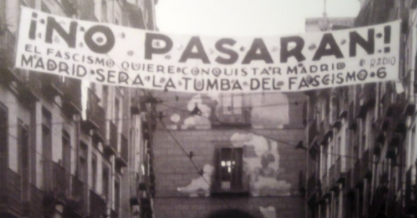 ¡NO PASARAN!
EL FASCISMO QUIERE CONQUISTAR MADRID
MADRID SERA LA TUMBA DEL FASCISMO